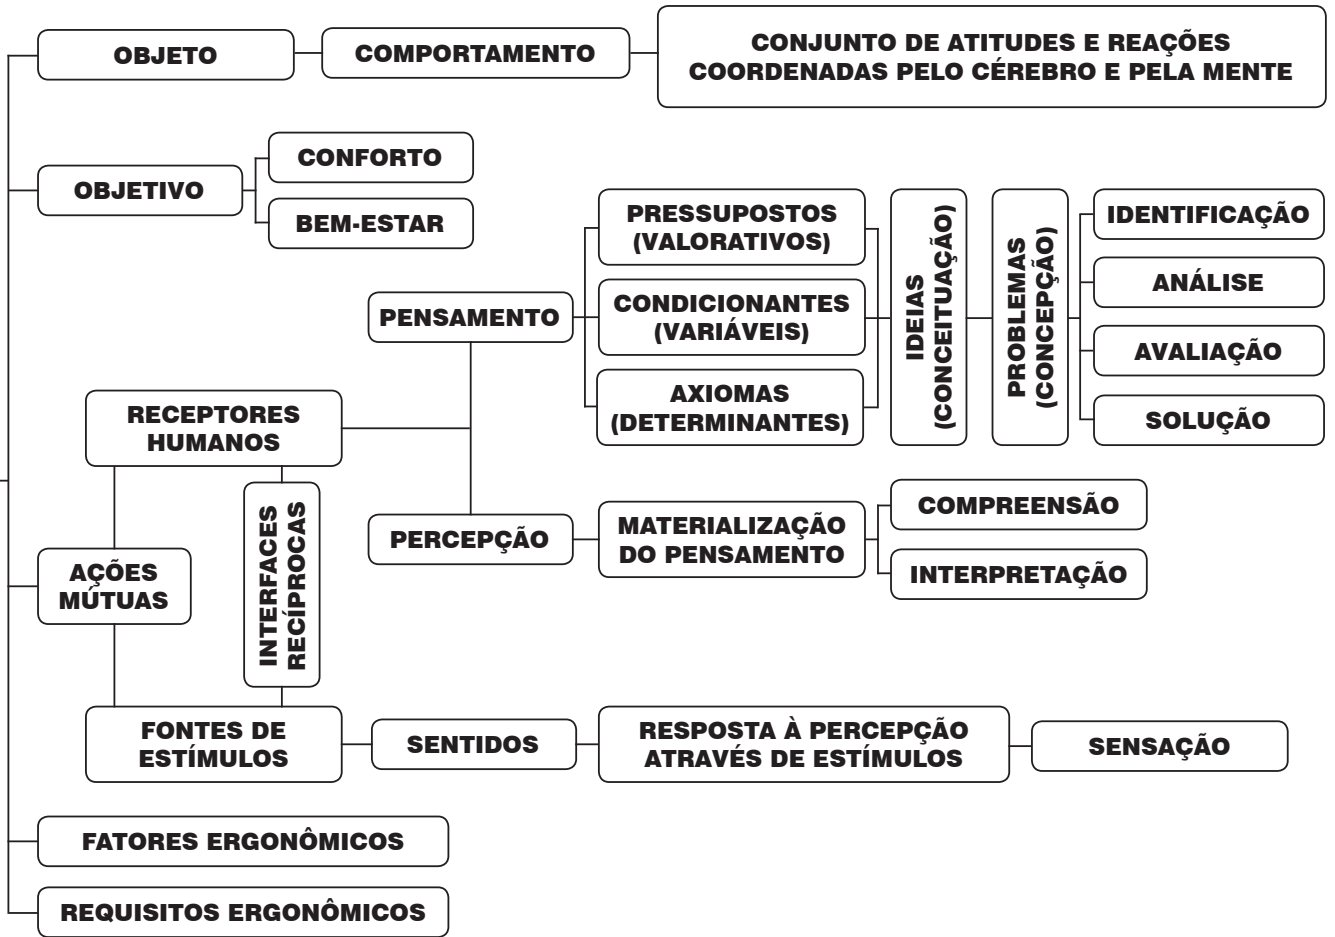 OBJETO
COMPORTAMENTO
CONJUNTO DE ATITUDES E REAÇÕES
COORDENADAS PELO CÉREBRO E PELA MENTE
OBJETIVO
CONFORTO
BEM-ESTAR
PENSAMENTO
PRESSUPOSTOS
(VALORATIVOS)
CONDICIONANTES
(VARIÁVEIS)
AXIOMAS
(DETERMINANTES)
IDEIAS
(CONCEITUAÇÃO)
PROBLEMAS
(CONCEPÇÃO)
IDENTIFICAÇÃO
ANÁLISE
AVALIAÇÃO
SOLUÇÃO
RECEPTORES
HUMANOS
INTERFACES
RECÍPROCAS
AÇÕES
MÚTUAS
PERCEPÇÃO
MATERIALIZAÇÃO
DO PENSAMENTO
COMPREENSÃO
INTERPRETAÇÃO
FONTES DE
ESTÍMULOS
SENTIDOS
RESPOSTA À PERCEPÇÃO
ATRAVÉS DE ESTÍMULOS
SENSAÇÃO
FATORES ERGONÔMICOS
REQUISITOS ERGONÔMICOS